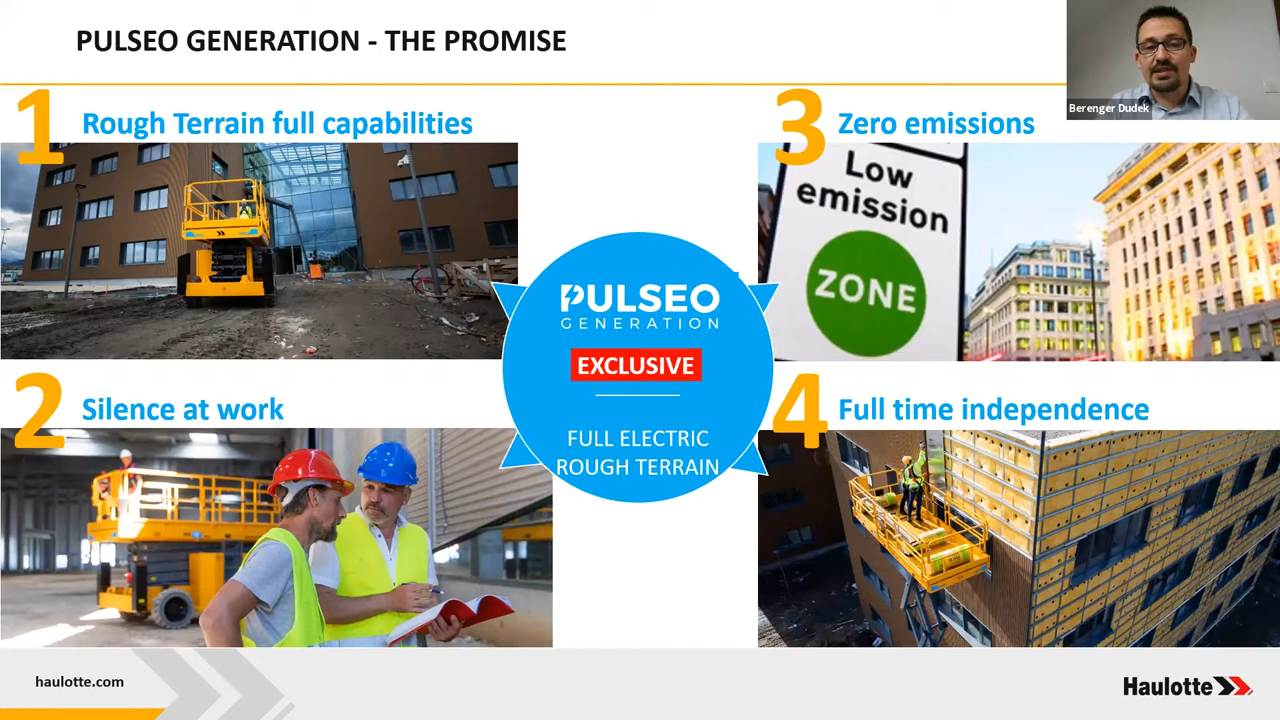 PULSEO GENERATION - THE PROMISE
Berenger Dudek
1
Rough Terrain full capabilities
3
Zero emissions
Low
emission
ZONE
PULSEO
GENERATION
EXCLUSIVE
FULL ELECTRIC
ROUGH TERRAIN
2
Silence at work
4
Full time independence
haulotte.com
Haulotte